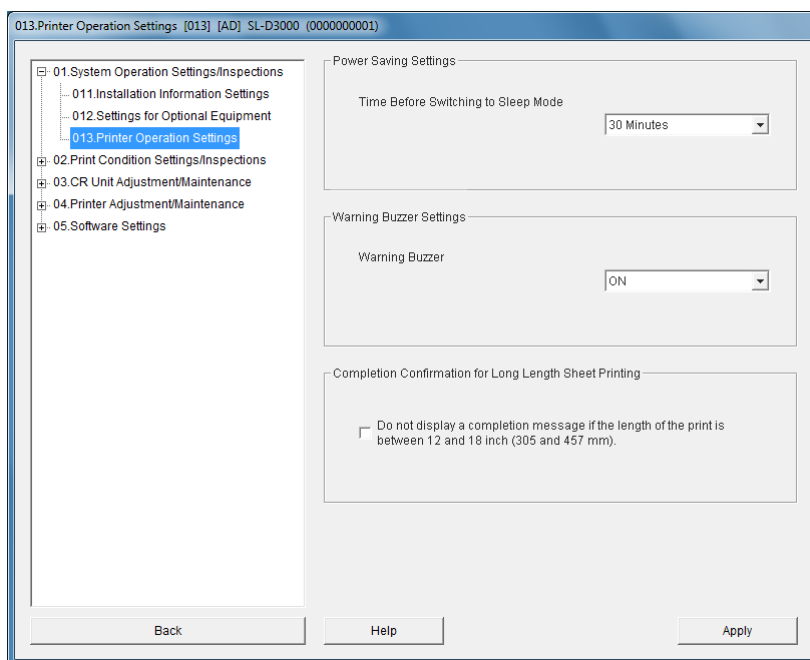 013.Printer Operation Settings [013] [AD] SL-D3000 (0000000001)
01.System Operation Settings/Inspections
011.Installation Information Settings
012.Settings for Optional Equipment
013.Printer Operation Settings
02.Print Condition Settings/Inspections
03.CR Unit Adjustment/Maintenance
04.Printer Adjustment/Maintenance
05.Software Settings
Power Saving Settings
Time Before Switching to Sleep Mode
30 Minutes
Warning Buzzer Settings
Warning Buzzer
ON
Completion Confirmation for Long Length Sheet Printing
Do not display a completion message if the length of the print is
between 12 and 18 inch (305 and 457 mm).
Back
Help
Apply